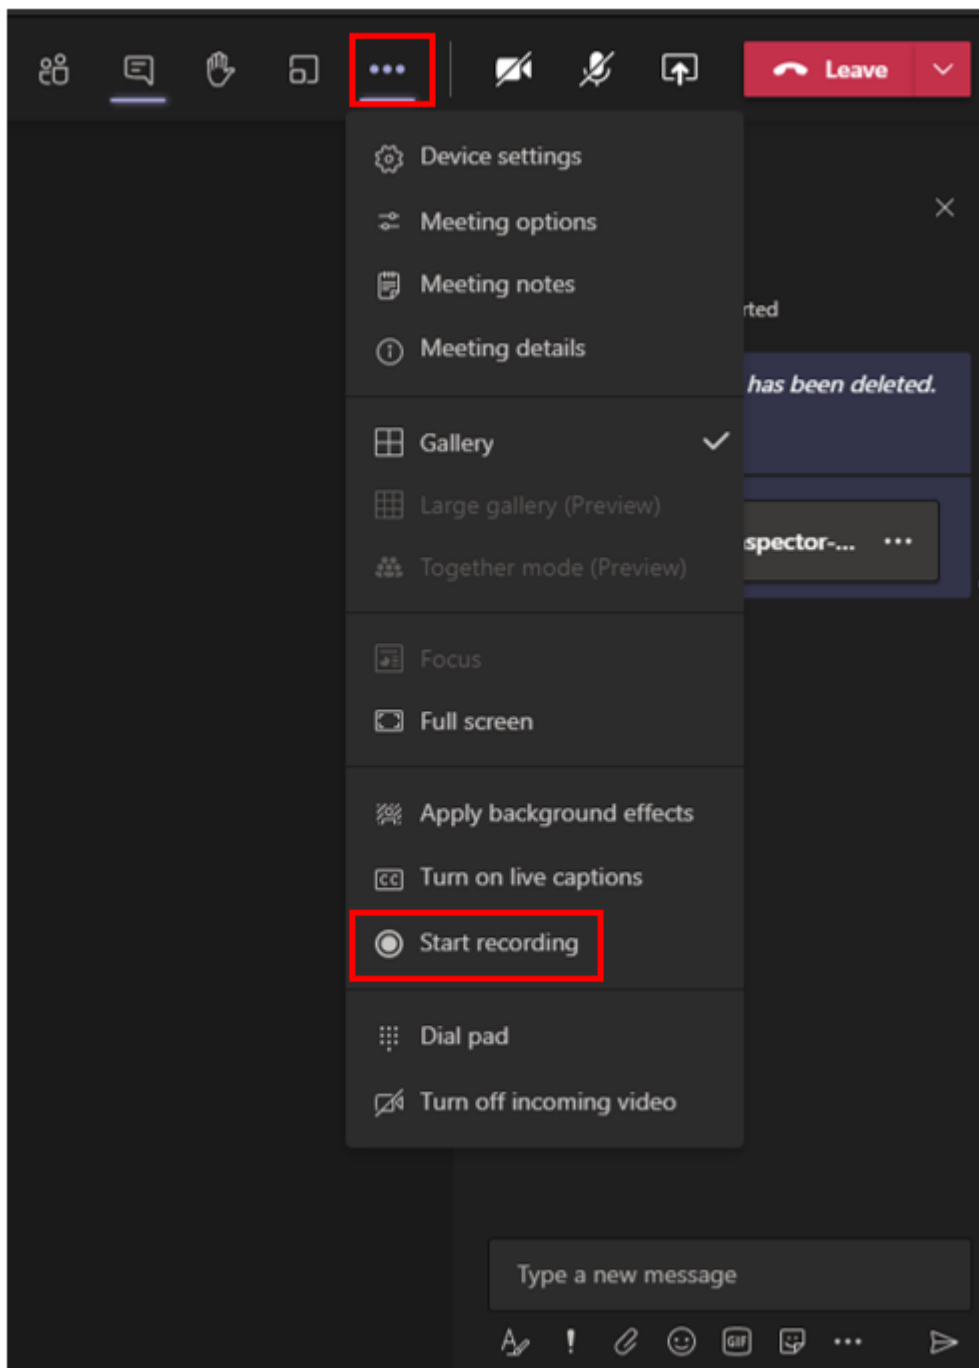 Leave
Device settings
Meeting options
Meeting notes
rted
Meeting details
has been deleted.
Gallery
Large gallery (Preview)
spector-... 
Together mode (Preview)
Focus
Full screen
Apply background effects
CC Turn on live captions
Start recording
Dial pad
Turn off incoming video
Type a new message
GIF